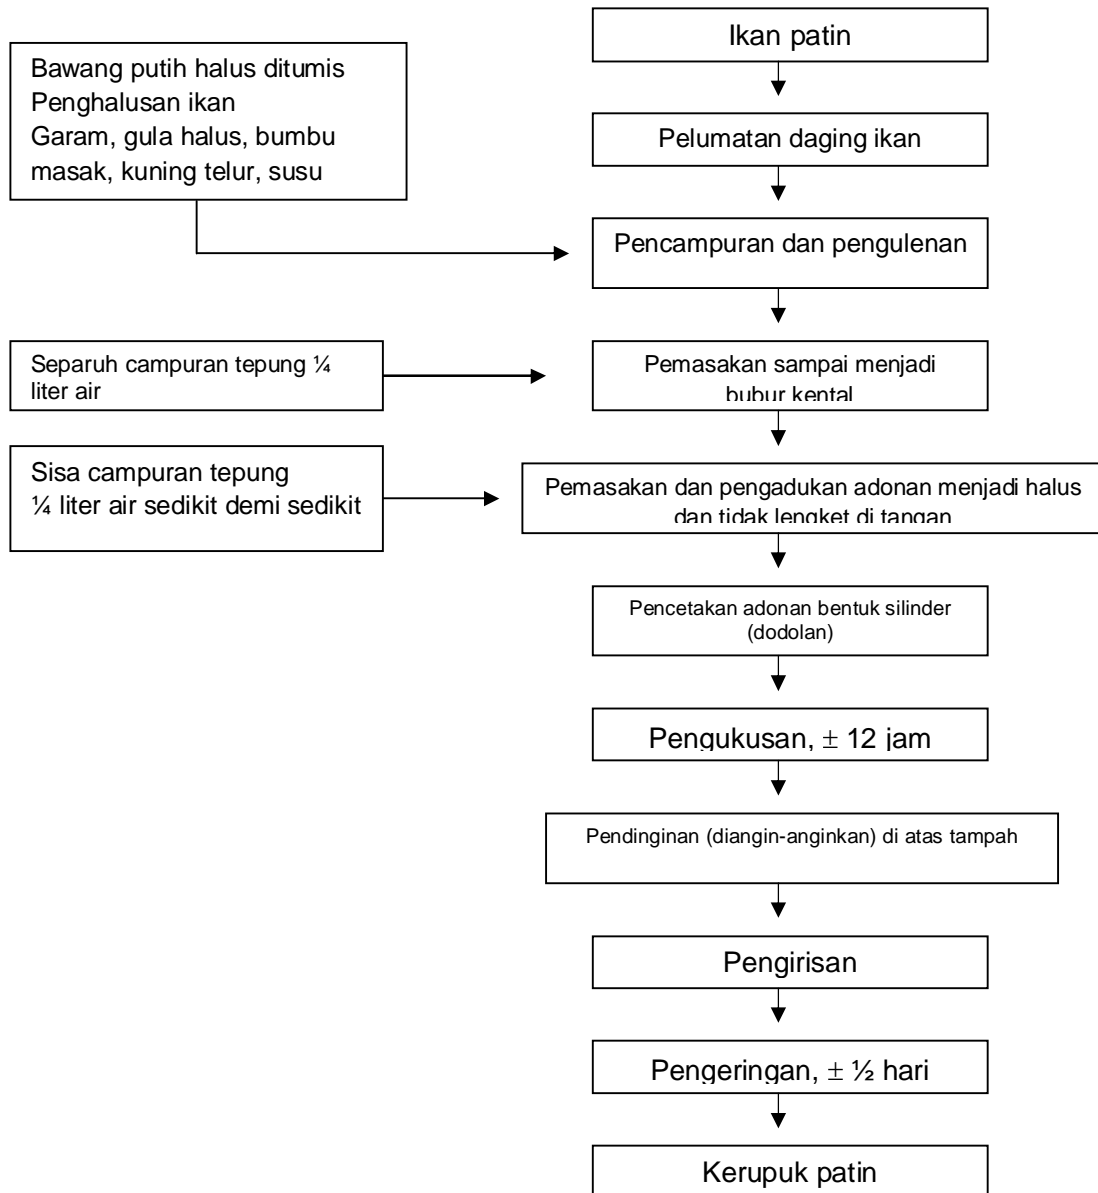 Ikan patin
Bawang putih halus ditumis
Penghalusan ikan
Garam, gula halus, bumbu
masak, kuning telur, susu
Pelumatan daging ikan
Pencampuran dan pengulenan
Separuh campuran tepung ¼
liter air
Pemasakan sampai menjadi
bubur kental
Sisa campuran tepung
¼ liter air sedikit demi sedikit
Pemasakan dan pengadukan adonan menjadi halus
dan tidak lengket di tangan
Pencetakan adonan bentuk silinder
(dodolan)
Pengukusan, ± 12 jam
Pendinginan (diangin-anginkan) di atas tampah
Pengirisan
Pengeringan, ± ½ hari
Kerupuk patin